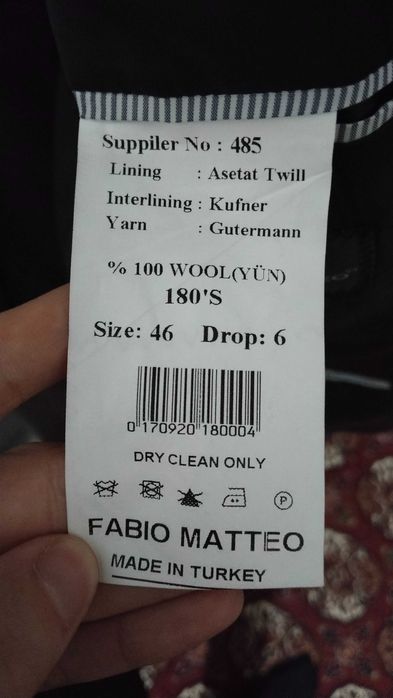 Suppiler No : 485
Lining : Asetat Twill
Interlining : Kufner
Yarn : Gutermann
% 100 WOOL(YÜN)
180'S
Size: 46 Drop: 6
0 170920 180004
DRY CLEAN ONLY
P
FABIO MATTEO
MADE IN TURKEY